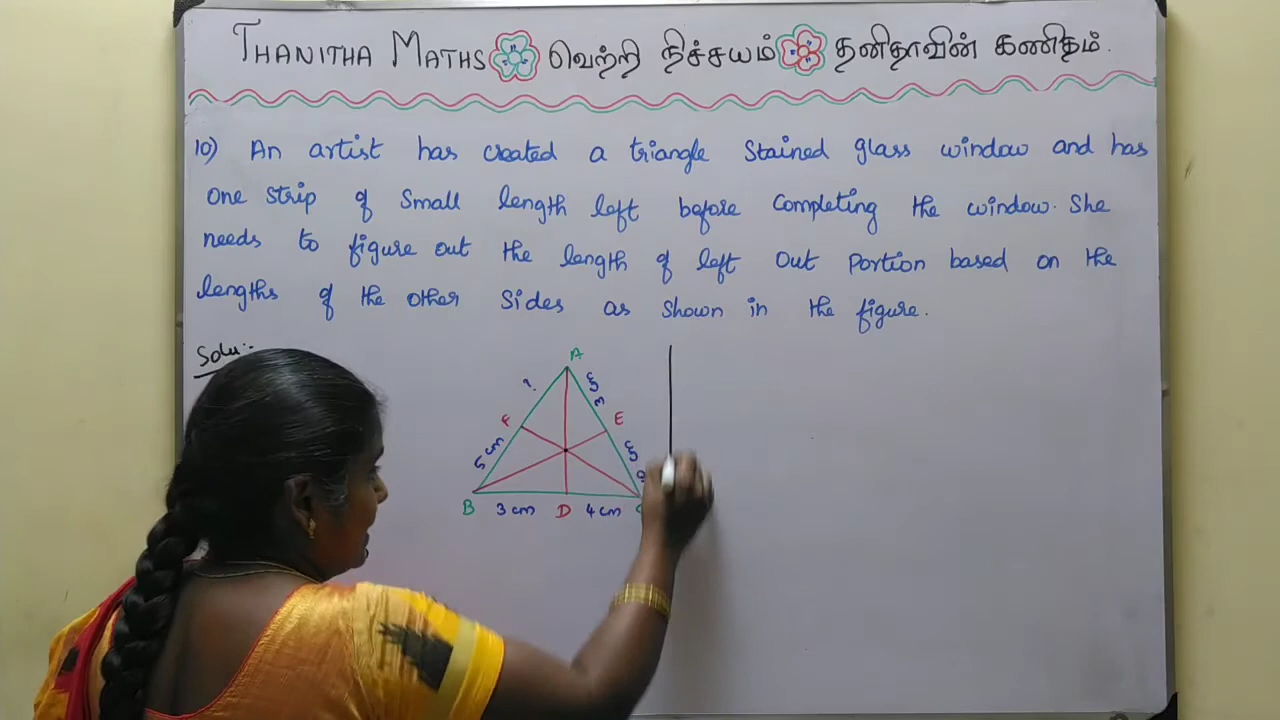 THANITHA MATHS வெற்றி நிச்சயம் தனிதாவின் கணிதம்.
10) An artist has created a triangle stained glass window and has
one strip of small length left before completing the window. She
needs to figure out the length of left out portion based on the
lengths of the other sides as shown in the figure.
Solu:-
A
?
3
F
E
5 cm
B 3 cm D 4 cm